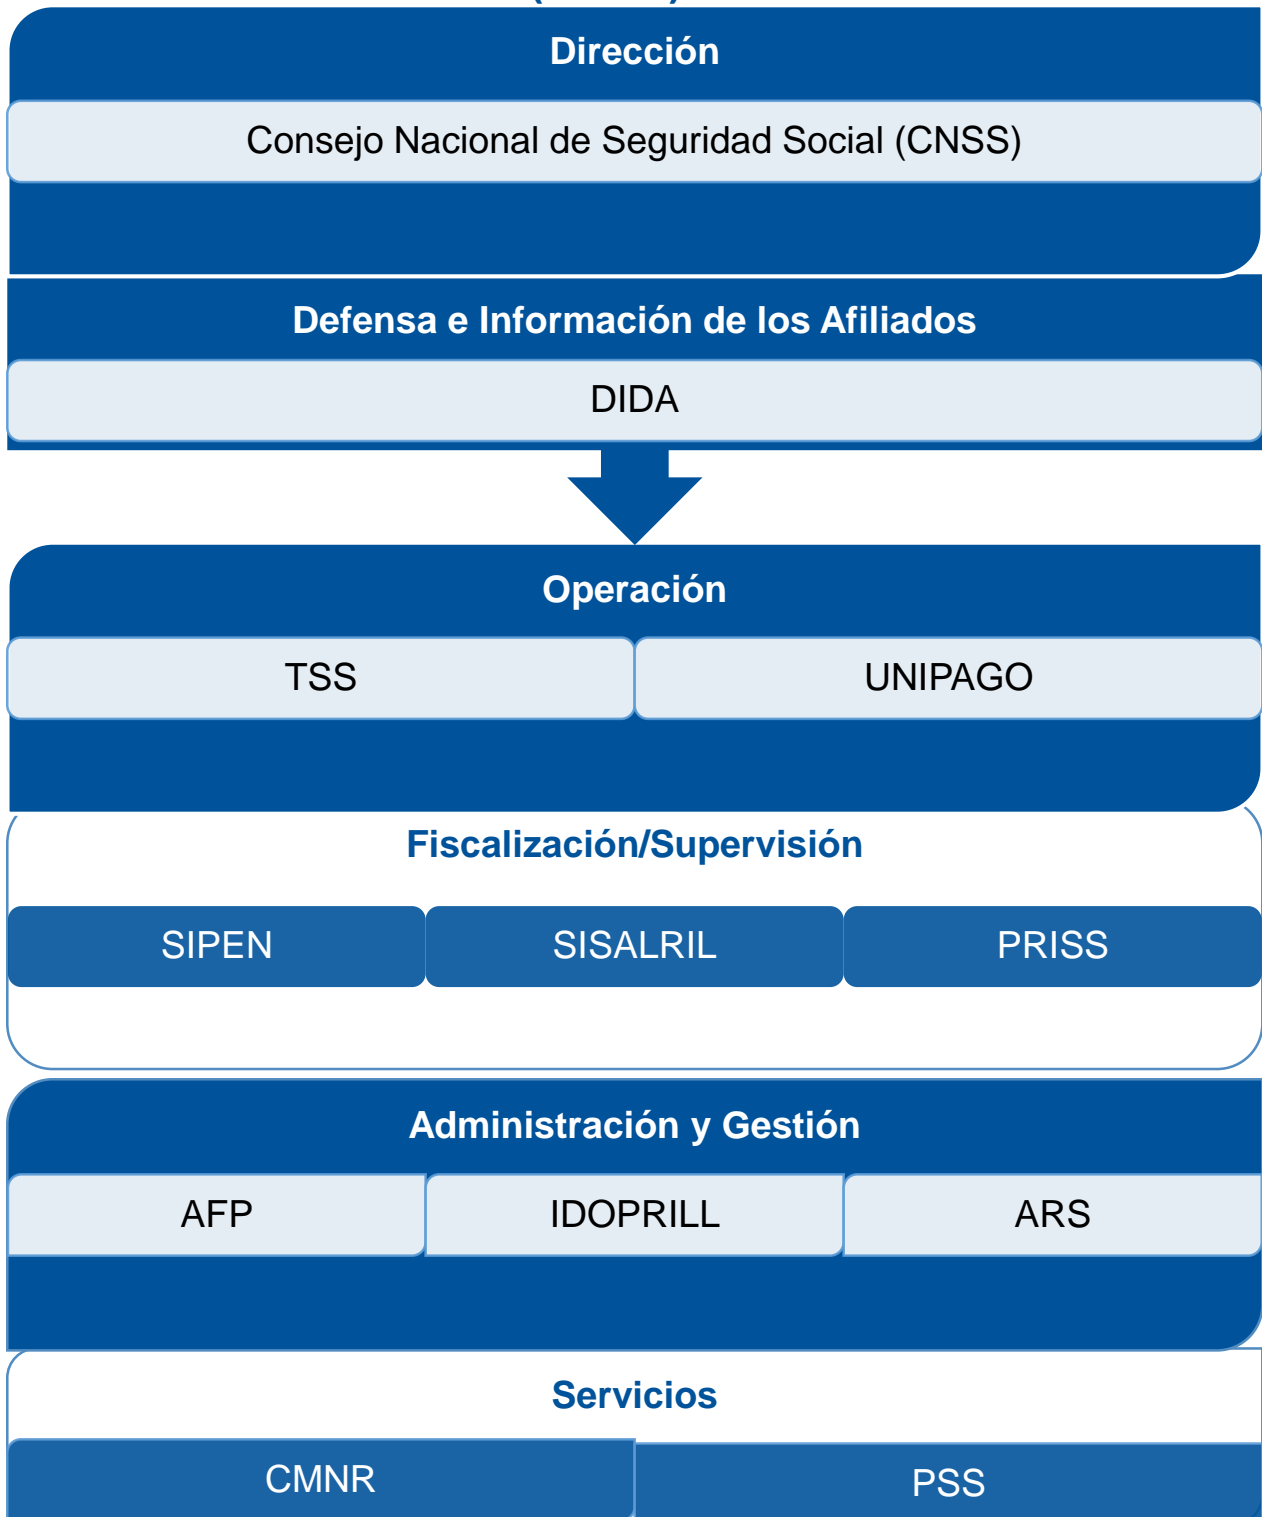 Dirección
Consejo Nacional de Seguridad Social (CNSS)
Defensa e Información de los Afiliados
DIDA
Operación
TSS
UNIPAGO
Fiscalización/Supervisión
SIPEN
SISALRIL
PRISS
Administración y Gestión
AFP
IDOPRILL
ARS
Servicios
CMNR
PSS